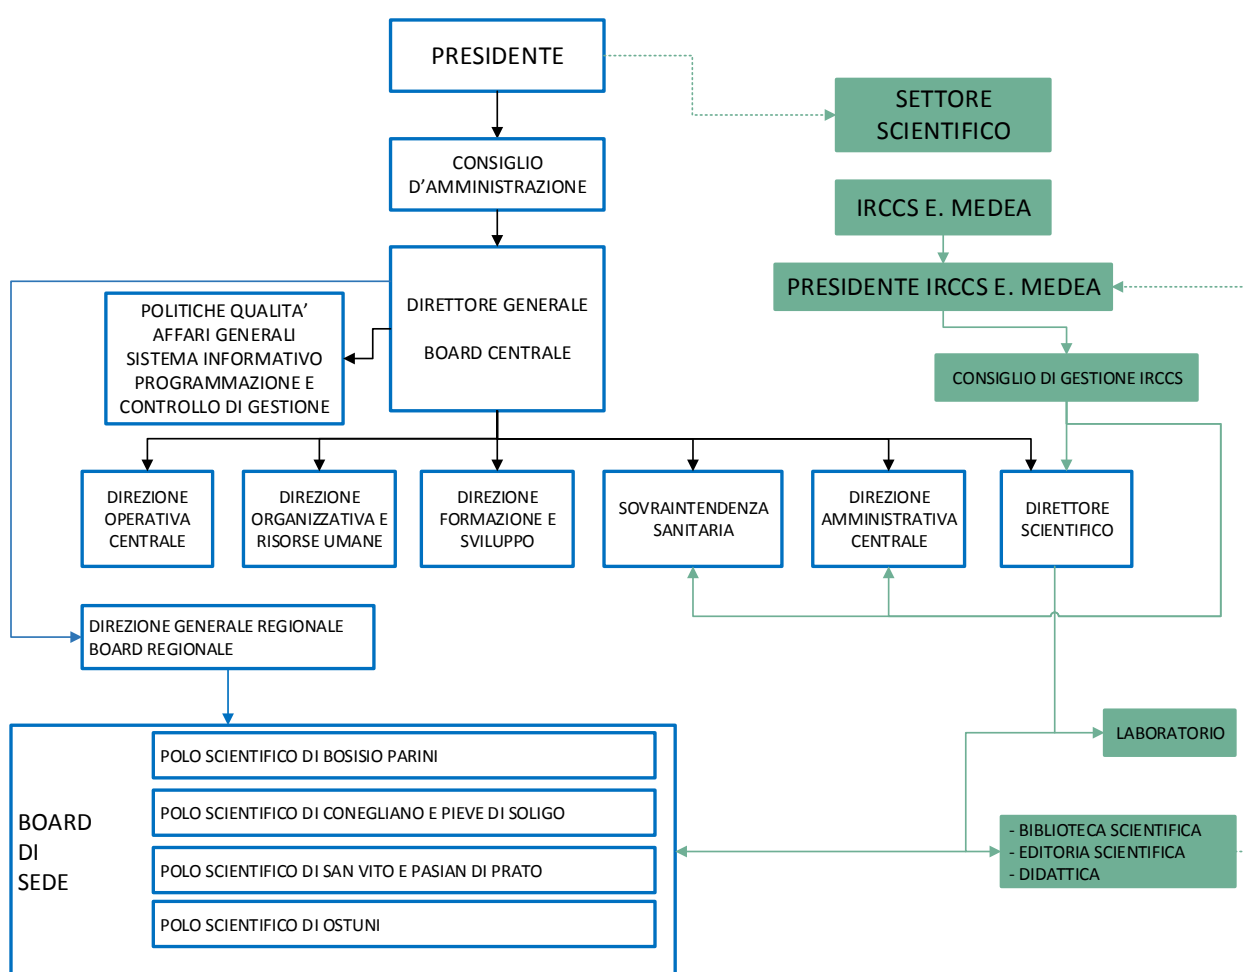 PRESIDENTE
SETTORE
SCIENTIFICO
CONSIGLIO
D’AMMINISTRAZIONE
IRCCS E. MEDEA
DIRETTORE GENERALE
BOARD CENTRALE
PRESIDENTE IRCCS E. MEDEA
POLITICHE QUALITA’
AFFARI GENERALI
SISTEMA INFORMATIVO
PROGRAMMAZIONE E
CONTROLLO DI GESTIONE
CONSIGLIO DI GESTIONE IRCCS
DIREZIONE
OPERATIVA
CENTRALE
DIREZIONE
ORGANIZZATIVA E
RISORSE UMANE
DIREZIONE
FORMAZIONE E
SVILUPPO
SOVRAINTENDENZA
SANITARIA
DIREZIONE
AMMINISTRATIVA
CENTRALE
DIRETTORE
SCIENTIFICO
DIREZIONE GENERALE REGIONALE
BOARD REGIONALE
LABORATORIO
BOARD
DI
SEDE
POLO SCIENTIFICO DI BOSISIO PARINI
POLO SCIENTIFICO DI CONEGLIANO E PIEVE DI SOLIGO
POLO SCIENTIFICO DI SAN VITO E PASIAN DI PRATO
POLO SCIENTIFICO DI OSTUNI
- BIBLIOTECA SCIENTIFICA
- EDITORIA SCIENTIFICA
- DIDATTICA